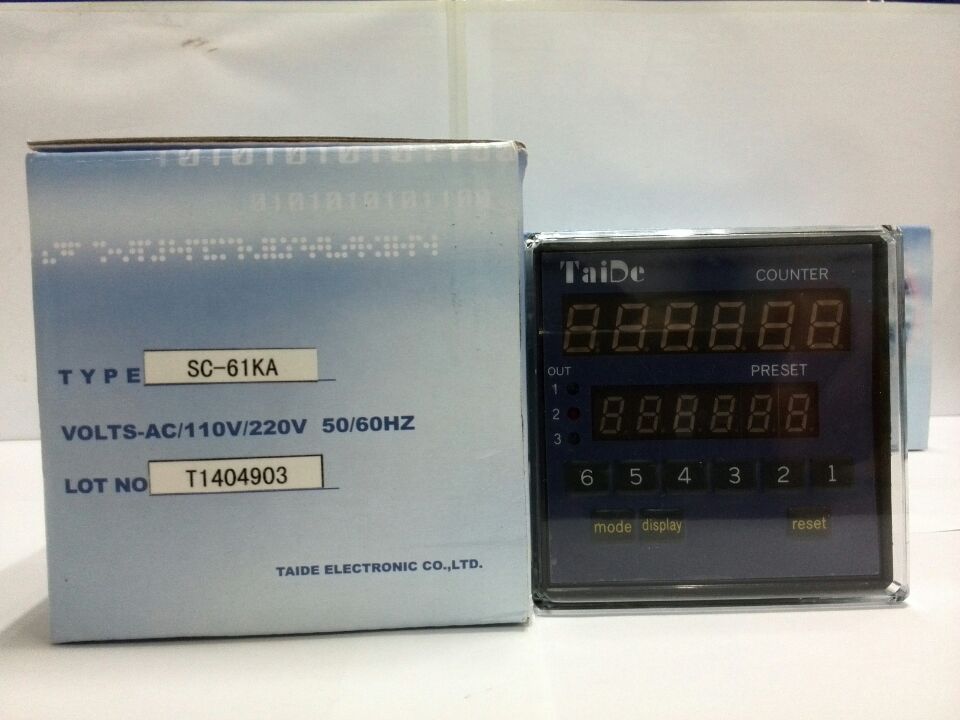 0101010101100
TYPE SC-61KA
VOLTS-AC/110V/220V 50/60HZ
LOT NO T1404903
TAIDE ELECTRONIC CO.,LTD.
TaiDe
COUNTER
PRESET
OUT
1
2
3
6 5 4 3 2 1
mode display reset